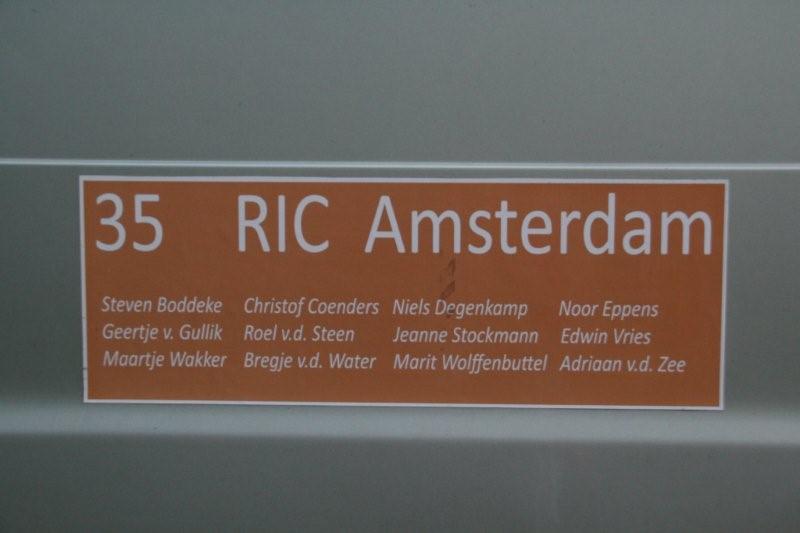 35 RIC Amsterdam
Steven Boddeke Christof Coenders Niels Degenkamp Noor Eppens
Geertje v. Gullik Roel v.d. Steen Jeanne Stockmann Edwin Vries
Maartje Wakker Bregje v.d. Water Marit Wolffenbuttel Adriaan v.d. Zee